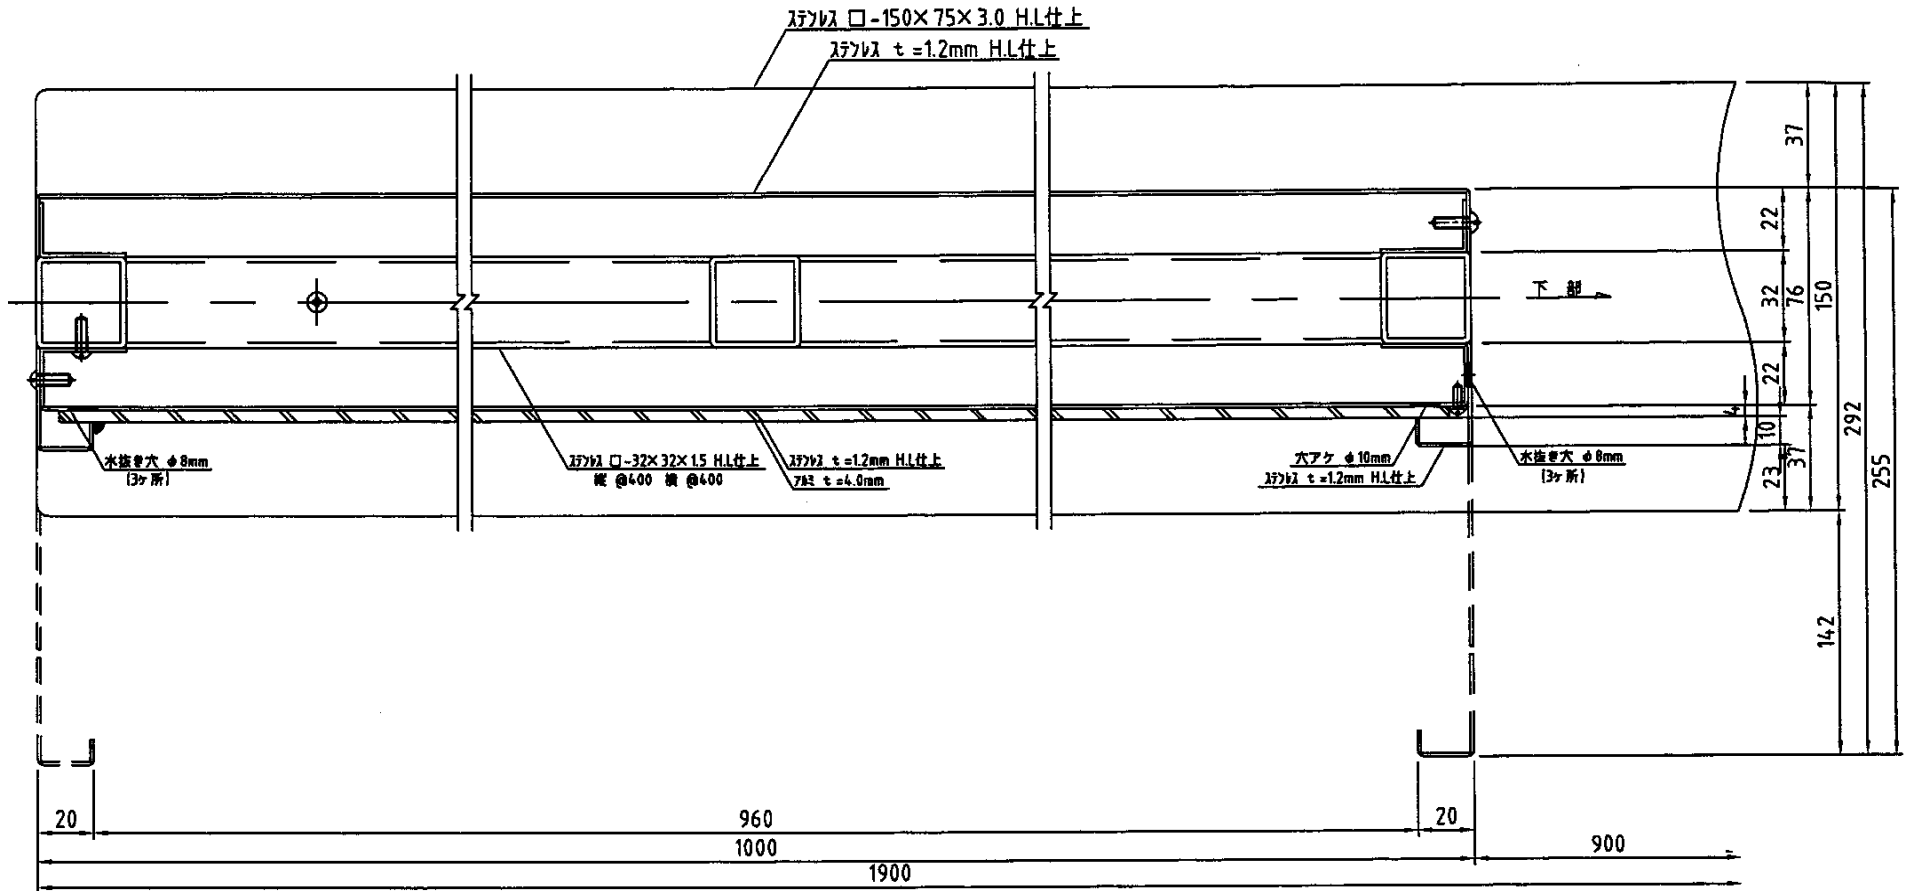 ｽﾃﾝﾚｽ □-150×75×3.0 H.L仕上
ｽﾃﾝﾚｽ t=1.2mm H.L仕上
37
22
32
76
150
下 部
22
4
10
292
37
23
255
水抜き穴 φ8mm
(3ヶ所)
ｽﾃﾝﾚｽ □-32×32×1.5 H.L仕上
縦 @400 横 @400
ｽﾃﾝﾚｽ t=1.2mm H.L仕上
ｱﾙﾐ t=4.0mm
穴アケ φ10mm
ｽﾃﾝﾚｽ t=1.2mm H.L仕上
水抜き穴 φ8mm
(3ヶ所)
142
20
960
20
1000
900
1900